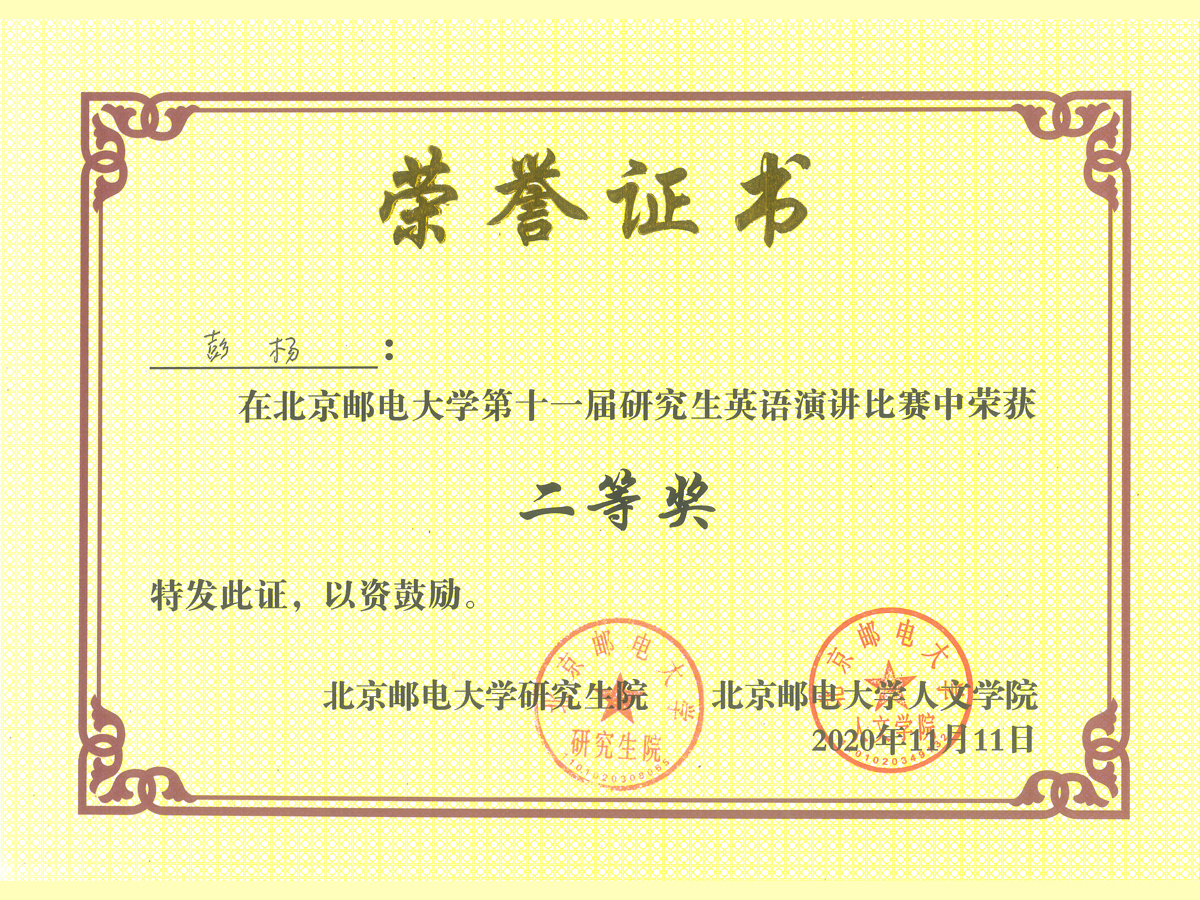 荣誉证书
彭杨：
在北京邮电大学第十一届研究生英语演讲比赛中荣获
二等奖
特发此证，以资鼓励。
北京邮电大学研究生院 北京邮电大学人文学院
2020年11月11日
北京邮电大学
研究生院
北京邮电大学
人文学院